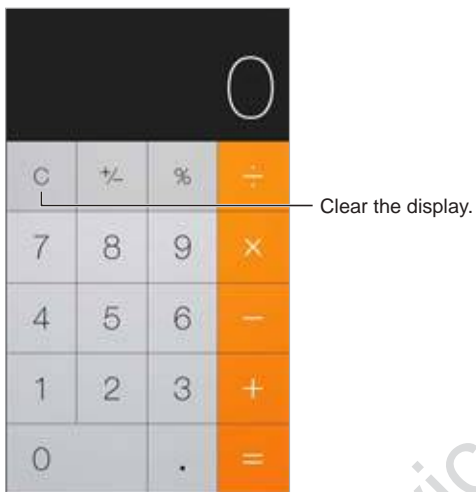 0
C +/- % ÷
Clear the display.
7 8 9 ×
4 5 6 −
1 2 3 +
0 . =